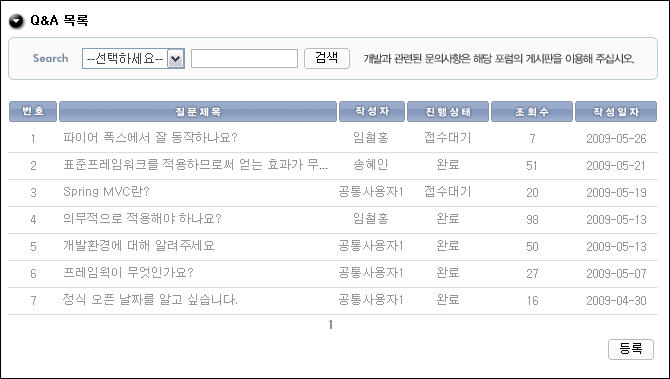 Q&A 목록
Search --선택하세요-- 검색 개발과 관련된 문의사항은 해당 포럼의 게시판을 이용해 주십시오.
번호 질문제목 작성자 진행상태 조회수 작성일자
1 파이어 폭스에서 잘 동작하나요? 임철홍 접수대기 7 2009-05-26
2 표준프레임워크를 적용하므로써 얻는 효과가 무... 송혜인 완료 51 2009-05-21
3 Spring MVC란? 공통사용자1 접수대기 20 2009-05-19
4 의무적으로 적용해야 하나요? 임철홍 완료 98 2009-05-13
5 개발환경에 대해 알려주세요 공통사용자1 완료 50 2009-05-13
6 프레임웍이 무엇인가요? 공통사용자1 완료 27 2009-05-07
7 정식 오픈 날짜를 알고 싶습니다. 공통사용자1 완료 16 2009-04-30
1
등록